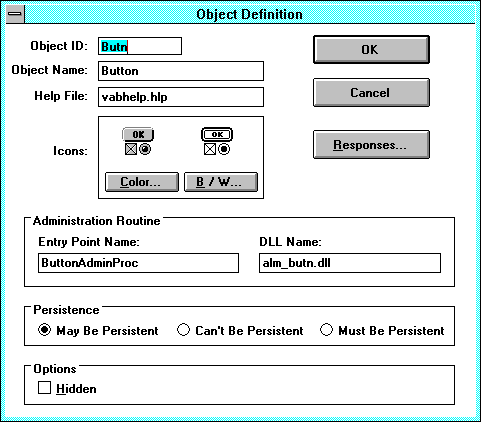 Object Definition
Object ID: Butn
OK
Object Name: Button
Cancel
Help File: vabhelp.hlp
Icons:
OK OK
Responses...
Color... B / W...
Administration Routine
Entry Point Name: DLL Name:
ButtonAdminProc alm_butn.dll
Persistence
May Be Persistent Can't Be Persistent Must Be Persistent
Options
Hidden